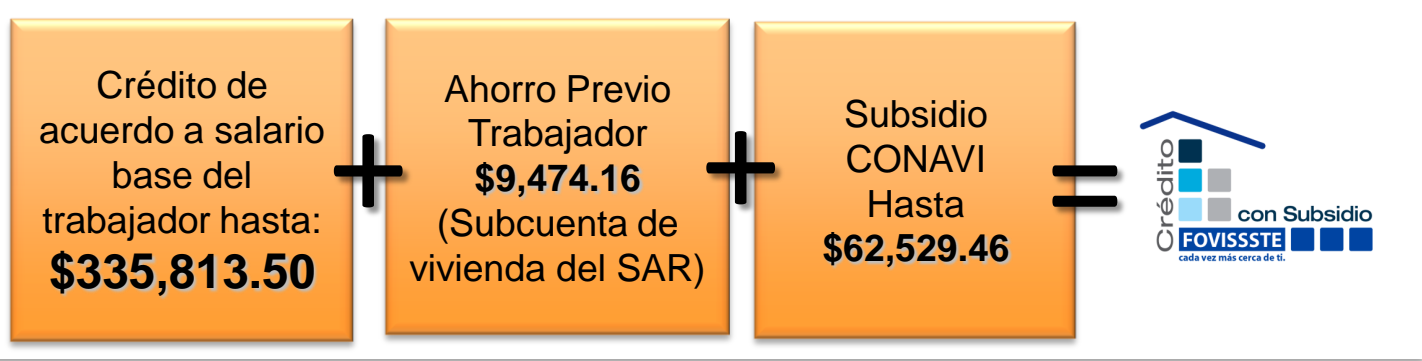 Crédito de
acuerdo a salario
base del
trabajador hasta:
$335,813.50
+
Ahorro Previo
Trabajador
$9,474.16
(Subcuenta de
vivienda del SAR)
+
Subsidio
CONAVI
Hasta
$62,529.46
=
Crédito
con Subsidio
FOVISSSTE
cada vez más cerca de ti.